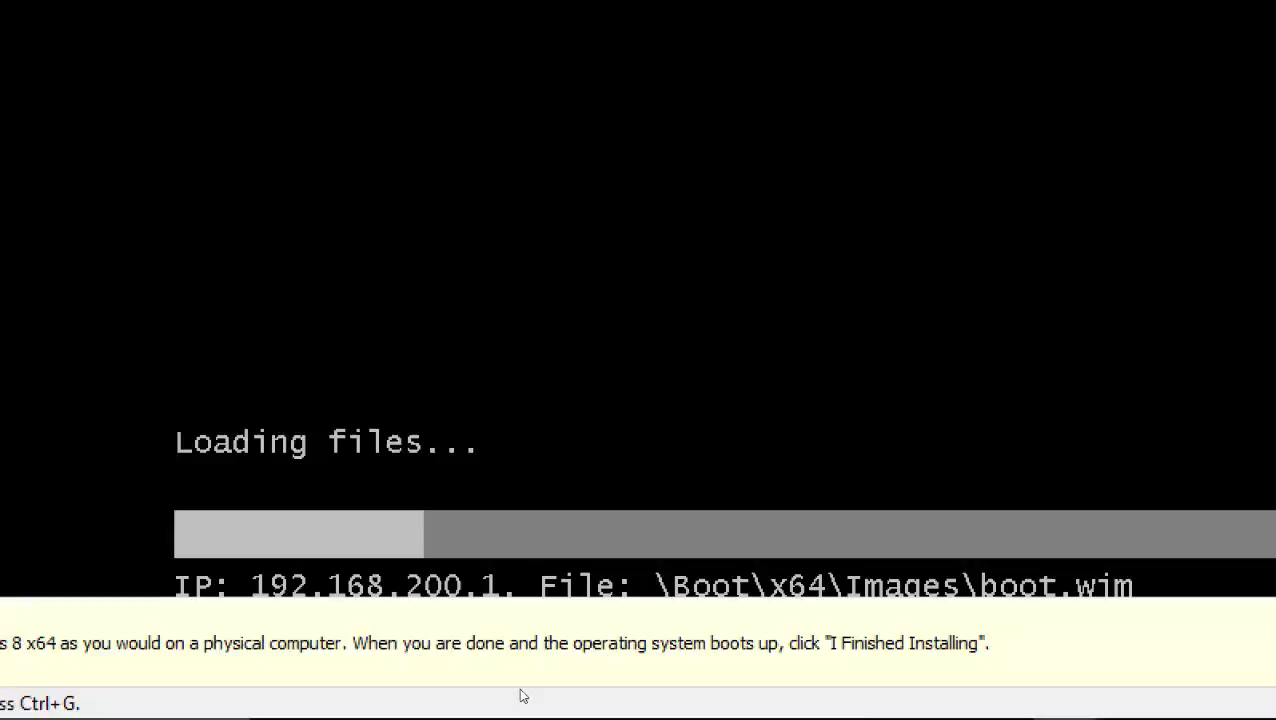 Loading files...
IP: 192.168.200.1, File: \Boot\x64\Images\boot.wim
s 8 x64 as you would on a physical computer. When you are done and the operating system boots up, click "I Finished Installing".
ss Ctrl+G.